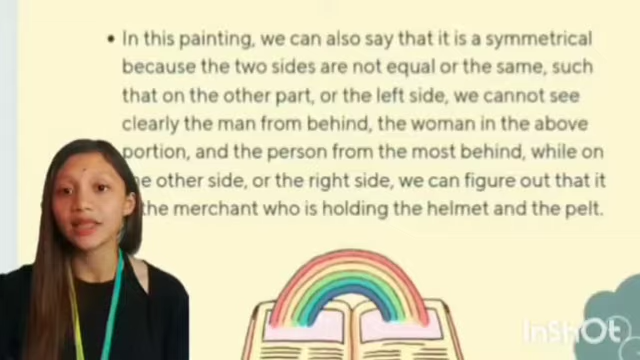 • In this painting, we can also say that it is a symmetrical
because the two sides are not equal or the same, such
that on the other part, or the left side, we cannot see
clearly the man from behind, the woman in the above
portion, and the person from the most behind, while on
other side, or the right side, we can figure out that it
the merchant who is holding the helmet and the pelt.
InShOt